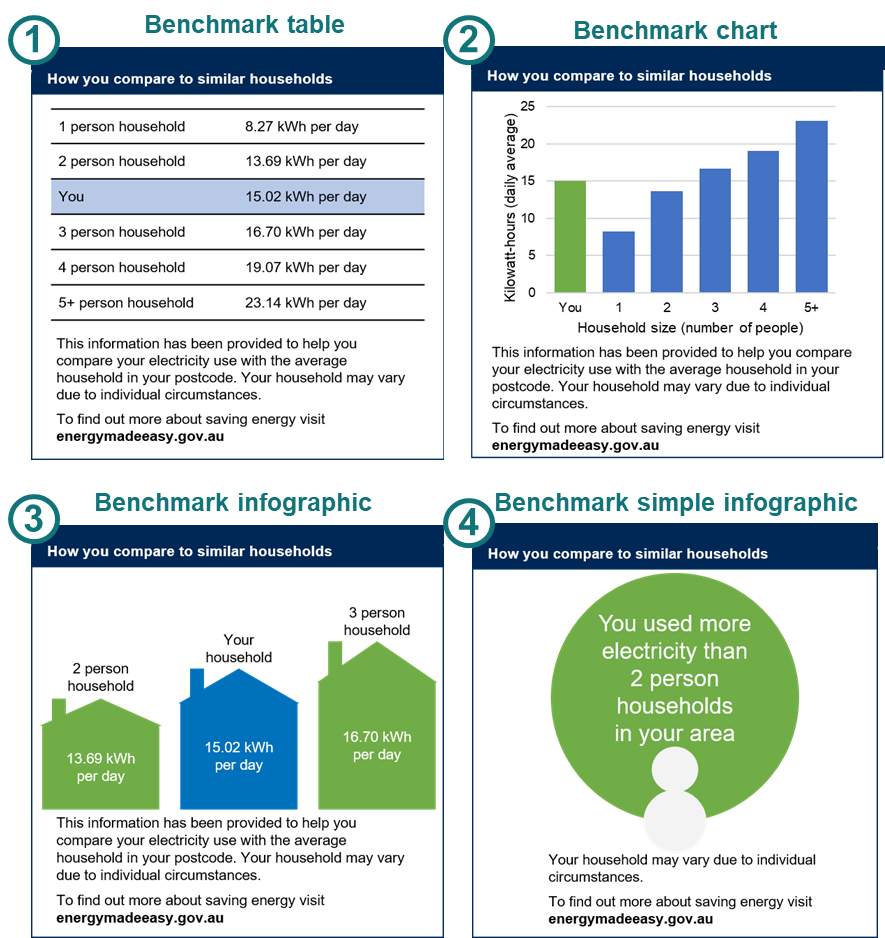 1
Benchmark table
How you compare to similar households
1 person household 8.27 kWh per day
2 person household 13.69 kWh per day
You 15.02 kWh per day
3 person household 16.70 kWh per day
4 person household 19.07 kWh per day
5+ person household 23.14 kWh per day
This information has been provided to help you
compare your electricity use with the average
household in your postcode. Your household may vary
due to individual circumstances.
To find out more about saving energy visit
energymadeeasy.gov.au
2
Benchmark chart
How you compare to similar households
Kilowatt-hours (daily average)
25
20
15
10
5
0
You 1 2 3 4 5+
Household size (number of people)
This information has been provided to help you compare
your electricity use with the average household in your
postcode. Your household may vary due to individual
circumstances.
To find out more about saving energy visit
energymadeeasy.gov.au
3
Benchmark infographic
How you compare to similar households
2 person
household
13.69 kWh
per day
Your
household
15.02 kWh
per day
3 person
household
16.70 kWh
per day
This information has been provided to help you
compare your electricity use with the average
household in your postcode. Your household may vary
due to individual circumstances.
To find out more about saving energy visit
energymadeeasy.gov.au
4
Benchmark simple infographic
How you compare to similar households
You used more
electricity than
2 person
households
in your area
Your household may vary due to individual
circumstances.
To find out more about saving energy visit
energymadeeasy.gov.au